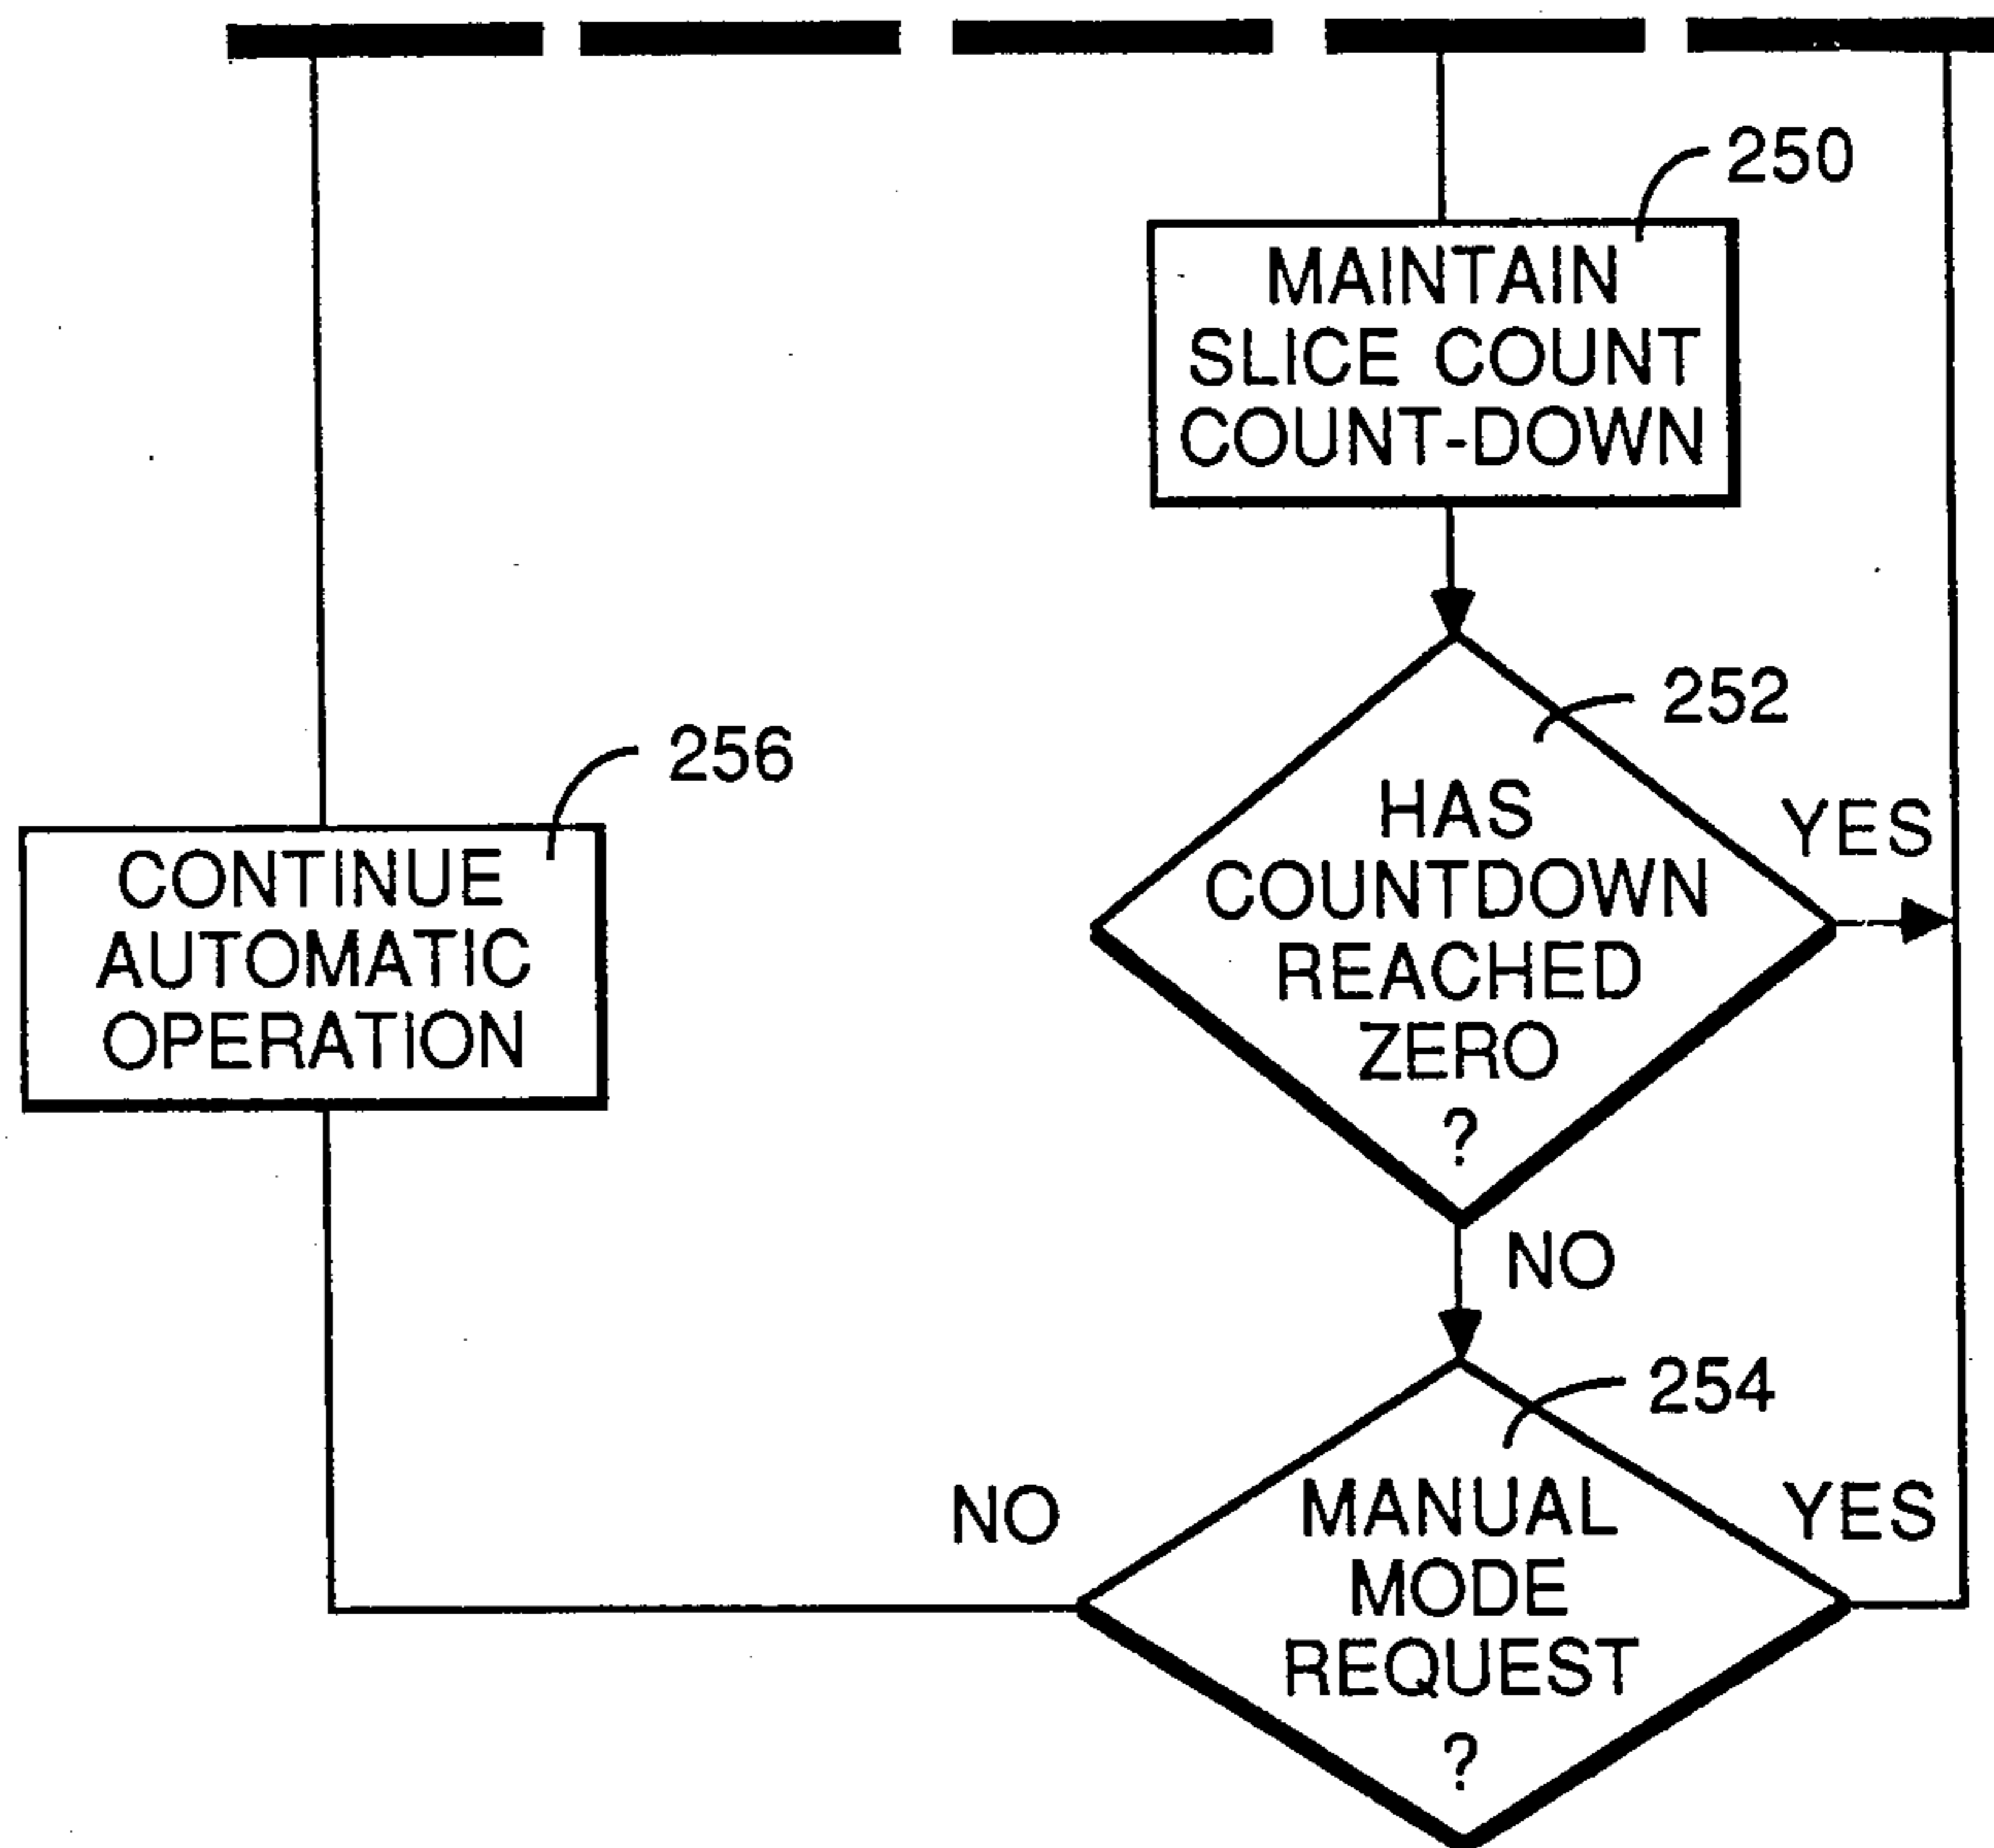 250
MAINTAIN
SLICE COUNT
COUNT-DOWN
252
HAS
COUNTDOWN
REACHED
ZERO
?
YES
NO
256
CONTINUE
AUTOMATIC
OPERATION
254
MANUAL
MODE
REQUEST
?
NO
YES